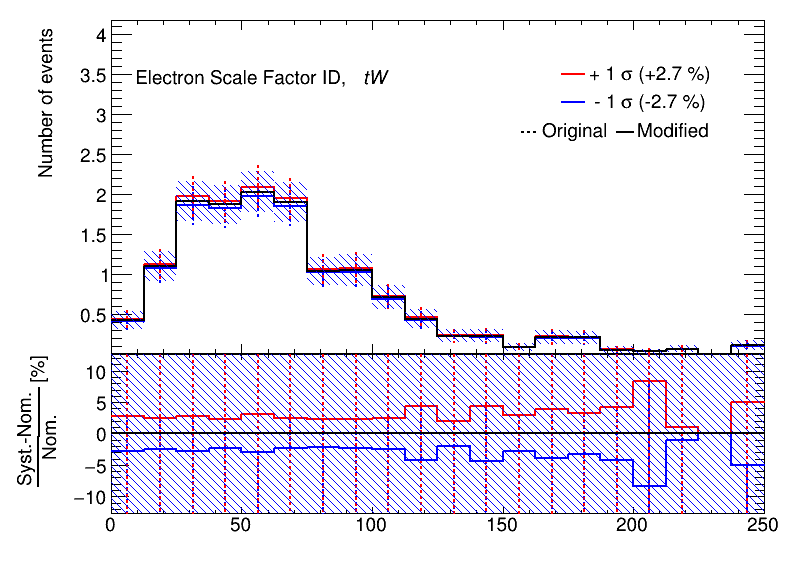 Number of events
4
3.5
3
2.5
2
1.5
1
0.5
Electron Scale Factor ID, tW
+ 1 σ (+2.7 %)
- 1 σ (-2.7 %)
Original Modified
Syst.-Nom.
Nom.
[%]
10
5
0
−5
−10
0 50 100 150 200 250